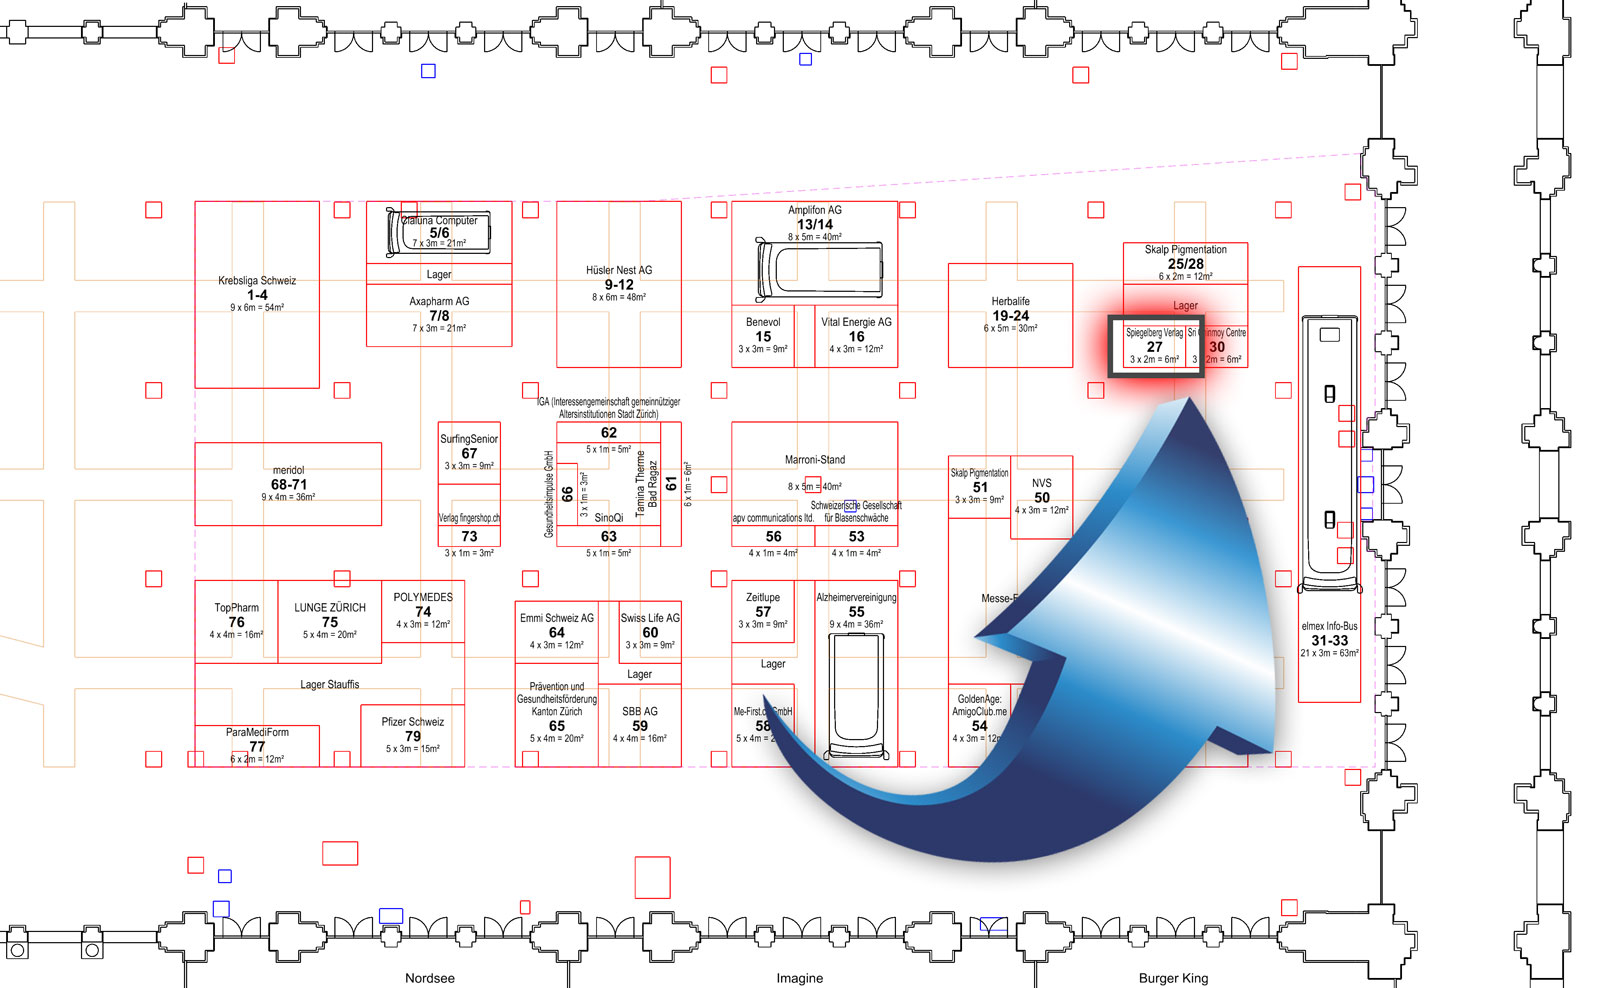 Krebsliga Schweiz
1-4
9 x 6m = 54m²
Cialuna Computer
5/6
7 x 3m = 21m²
Lager
Axapharm AG
7/8
7 x 3m = 21m²
Hüsler Nest AG
9-12
8 x 6m = 48m²
Amplifon AG
13/14
8 x 5m = 40m²
Benevol
15
3 x 3m = 9m²
Vital Energie AG
16
4 x 3m = 12m²
Herbalife
19-24
6 x 5m = 30m²
Skalp Pigmentation
25/28
6 x 2m = 12m²
Lager
Spiegelberg Verlag
27
3 x 2m = 6m²
Sri Chinmoy Centre
30
3 x 2m = 6m²
meridol
68-71
9 x 4m = 36m²
SurfingSenior
67
3 x 3m = 9m²
Verlag fingershop.ch
73
3 x 1m = 3m²
IGA (Interessengemeinschaft gemeinnütziger
Altersinstitutionen Stadt Zürich)
62
5 x 1m = 5m²
Gesundheitsimpulse GmbH
66
3 x 1m = 3m²
Tamina Therme
Bad Ragaz
61
6 x 1m = 6m²
SinoQi
63
5 x 1m = 5m²
Marroni-Stand
8 x 5m = 40m²
apv communications ltd.
56
4 x 1m = 4m²
Schweizerische Gesellschaft
für Blasenschwäche
53
4 x 1m = 4m²
Skalp Pigmentation
51
3 x 3m = 9m²
NVS
50
4 x 3m = 12m²
TopPharm
76
4 x 4m = 16m²
LUNGE ZÜRICH
75
5 x 4m = 20m²
POLYMEDES
74
4 x 3m = 12m²
Lager Stauffis
ParaMediForm
77
6 x 2m = 12m²
Pfizer Schweiz
79
5 x 3m = 15m²
Emmi Schweiz AG
64
4 x 3m = 12m²
Swiss Life AG
60
3 x 3m = 9m²
Lager
Prävention und
Gesundheitsförderung
Kanton Zürich
65
5 x 4m = 20m²
SBB AG
59
4 x 4m = 16m²
Zeitlupe
57
3 x 3m = 9m²
Lager
Me-First.c GmbH
58
5 x 4m = 2
Alzheimervereinigung
55
9 x 4m = 36m²
Messe-
GoldenAge:
AmigoClub.me
54
4 x 3m = 12m
elmex Info-Bus
31-33
21 x 3m = 63m²
Nordsee
Imagine
Burger King